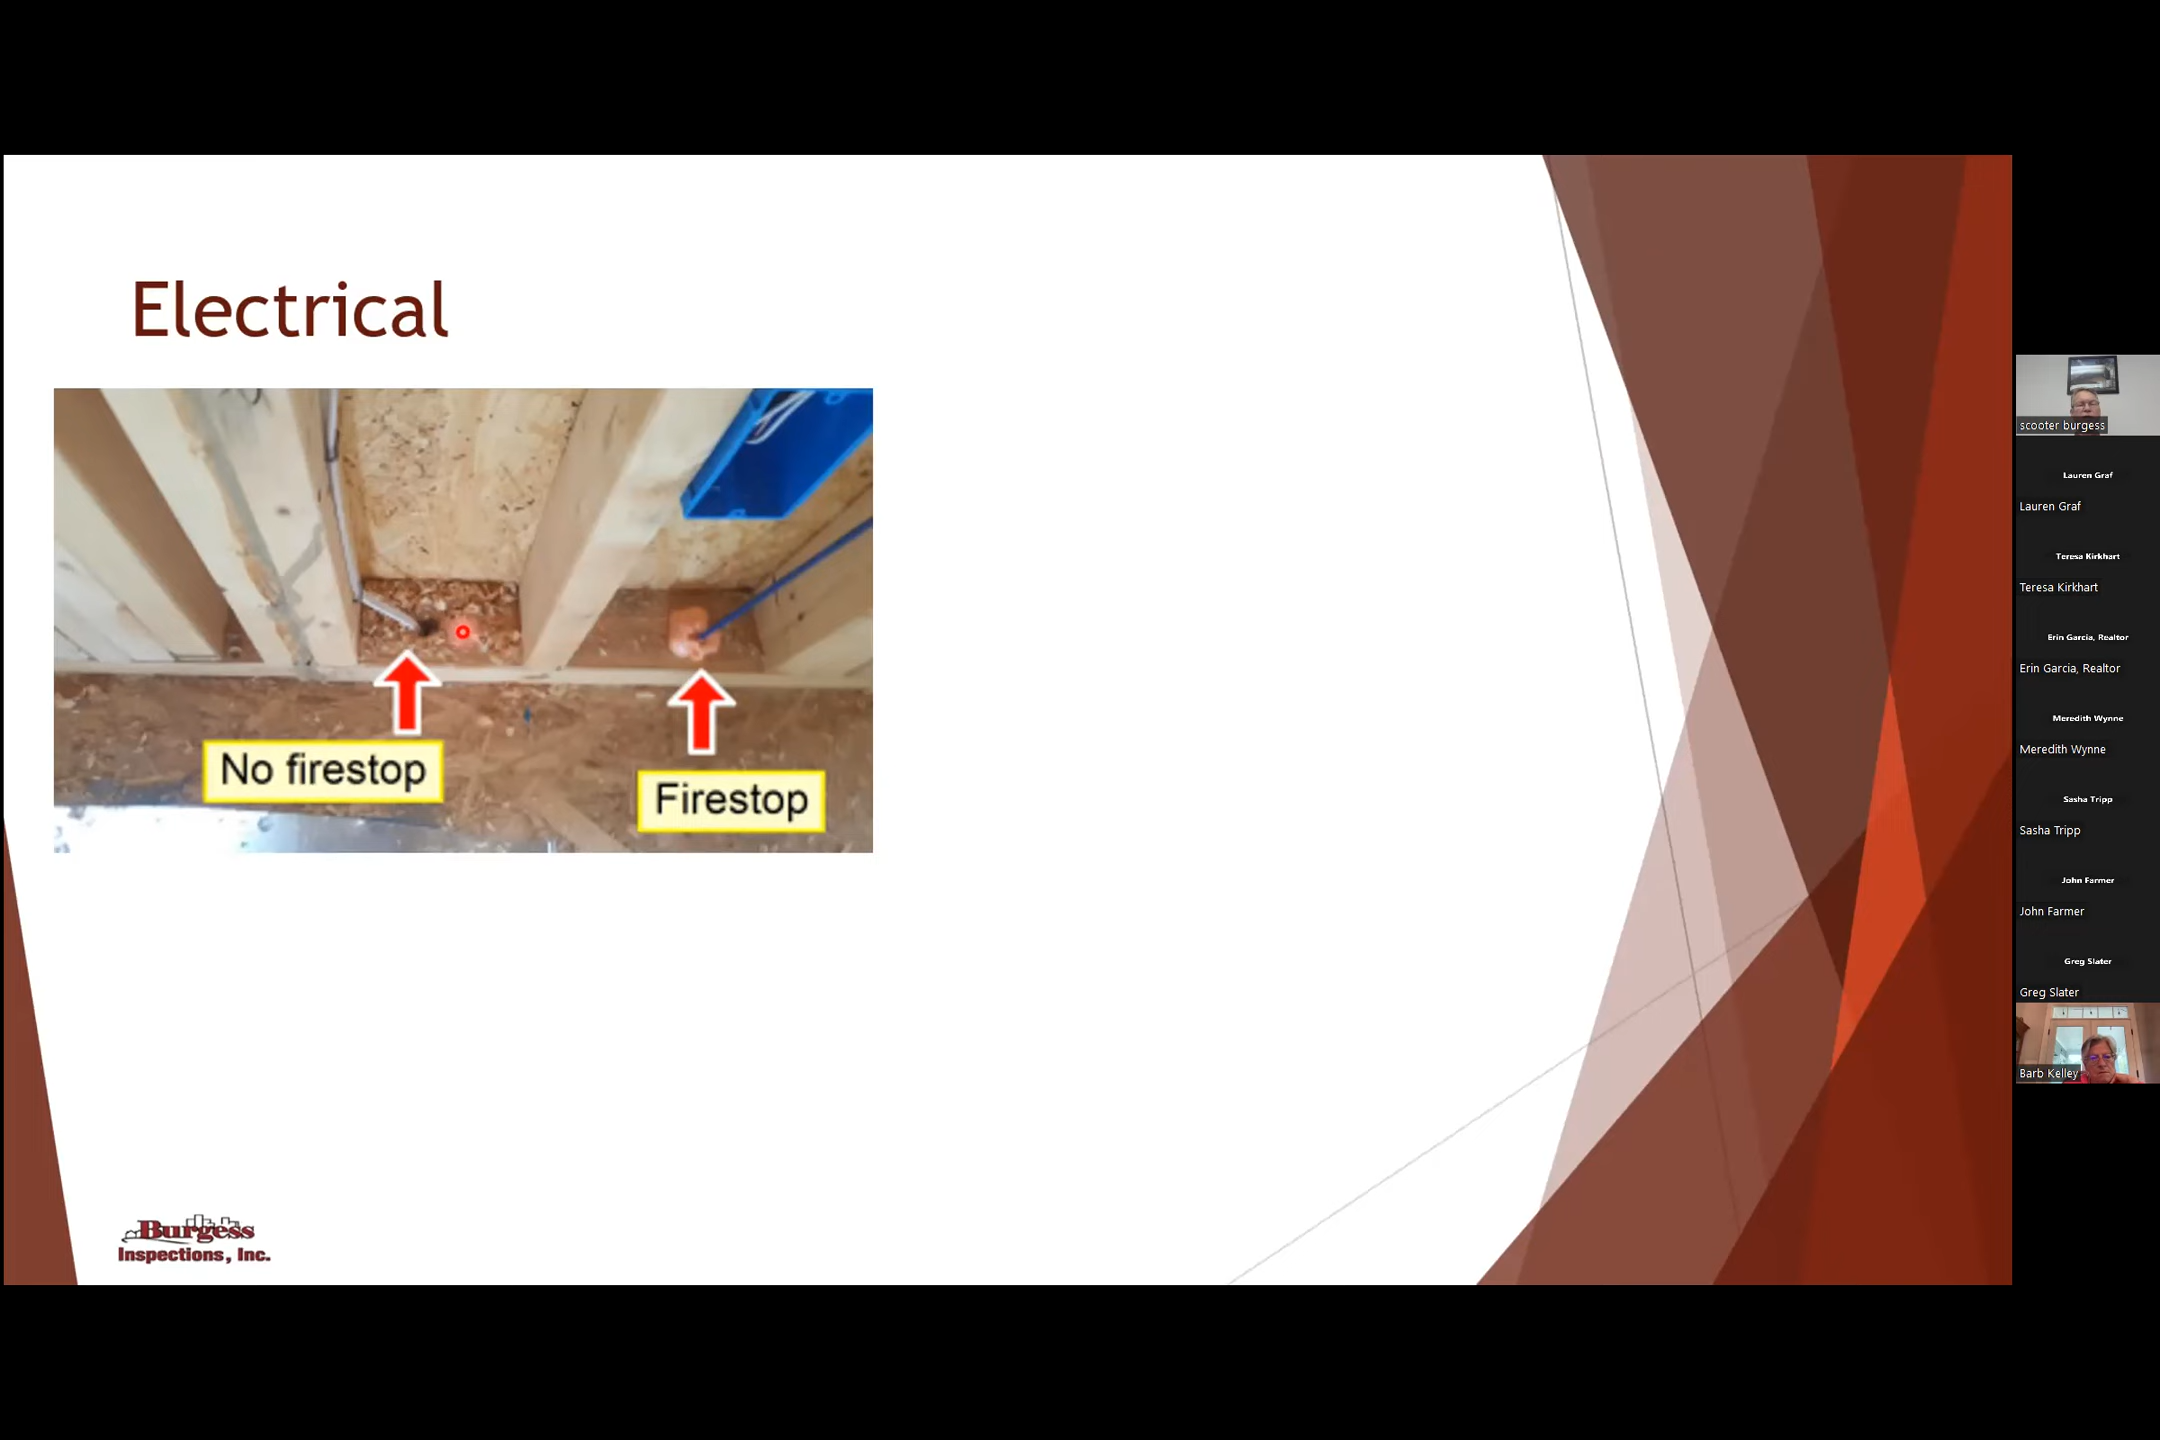 Electrical
No firestop
Firestop
Burgess
Inspections, Inc.
scooter burgess
Lauren Graf
Lauren Graf
Teresa Kirkhart
Teresa Kirkhart
Erin Garcia, Realtor
Erin Garcia, Realtor
Meredith Wynne
Meredith Wynne
Sasha Tripp
Sasha Tripp
John Farmer
John Farmer
Greg Slater
Greg Slater
Barb Kelley